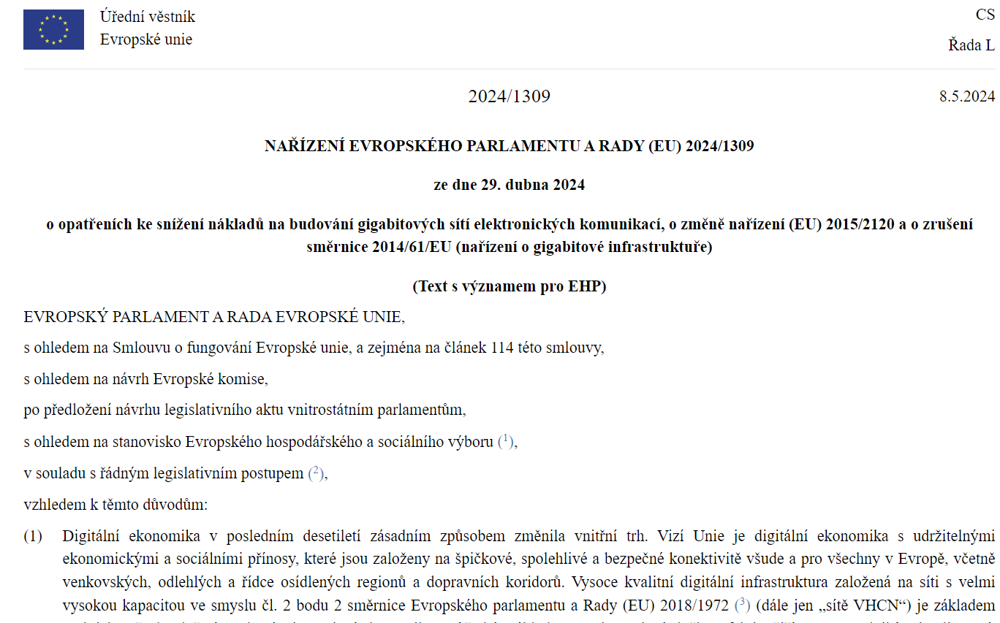 Úřední věstník
Evropské unie
CS
Řada L
2024/1309
8.5.2024
NAŘÍZENÍ EVROPSKÉHO PARLAMENTU A RADY (EU) 2024/1309
ze dne 29. dubna 2024
o opatřeních ke snížení nákladů na budování gigabitových sítí elektronických komunikací, o změně nařízení (EU) 2015/2120 a o zrušení
směrnice 2014/61/EU (nařízení o gigabitové infrastruktuře)
(Text s významem pro EHP)
EVROPSKÝ PARLAMENT A RADA EVROPSKÉ UNIE,
s ohledem na Smlouvu o fungování Evropské unie, a zejména na článek 114 této smlouvy,
s ohledem na návrh Evropské komise,
po předložení návrhu legislativního aktu vnitrostátním parlamentům,
s ohledem na stanovisko Evropského hospodářského a sociálního výboru (1),
v souladu s řádným legislativním postupem (2),
vzhledem k těmto důvodům:
(1) Digitální ekonomika v posledním desetiletí zásadním způsobem změnila vnitřní trh. Vizí Unie je digitální ekonomika s udržitelnými
ekonomickými a sociálními přínosy, které jsou založeny na špičkové, spolehlivé a bezpečné konektivitě všude a pro všechny v Evropě, včetně
venkovských, odlehlých a řídce osídlených regionů a dopravních koridorů. Vysoce kvalitní digitální infrastruktura založená na síti s velmi
vysokou kapacitou ve smyslu čl. 2 bodu 2 směrnice Evropského parlamentu a Rady (EU) 2018/1972 (3) (dále jen „sítě VHCN“) je základem